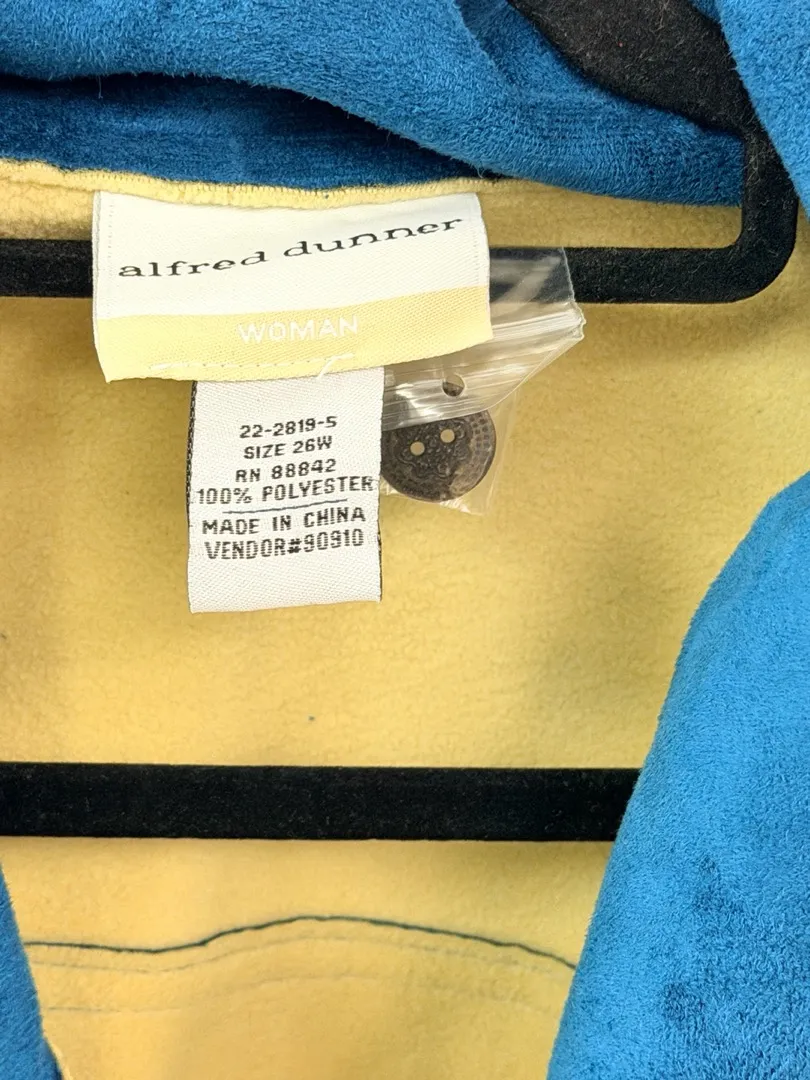 alfred dunner
WOMAN
22-2819-5
SIZE 26W
RN 88842
100% POLYESTER
MADE IN CHINA
VENDOR#90910